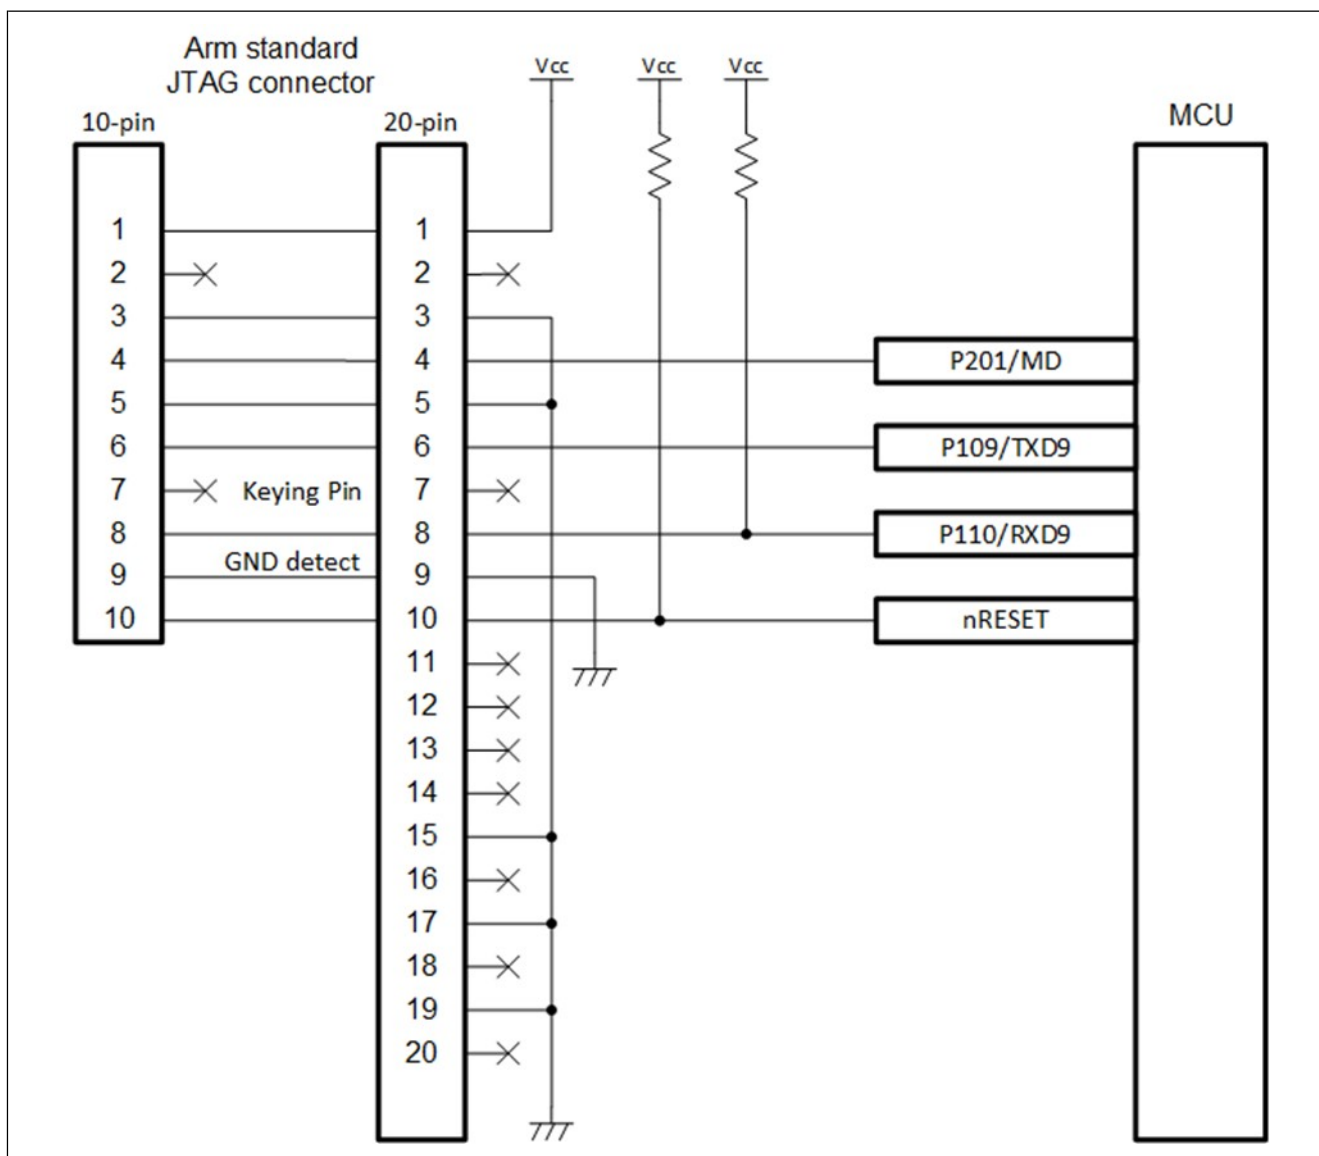 Arm standard
JTAG connector
10-pin
20-pin
Vcc
Vcc
Vcc
MCU
1
1
2
2
3
3
4
4
P201/MD
5
5
6
6
P109/TXD9
7
Keying Pin
7
8
8
P110/RXD9
GND detect
9
9
10
10
nRESET
11
12
13
14
15
16
17
18
19
20